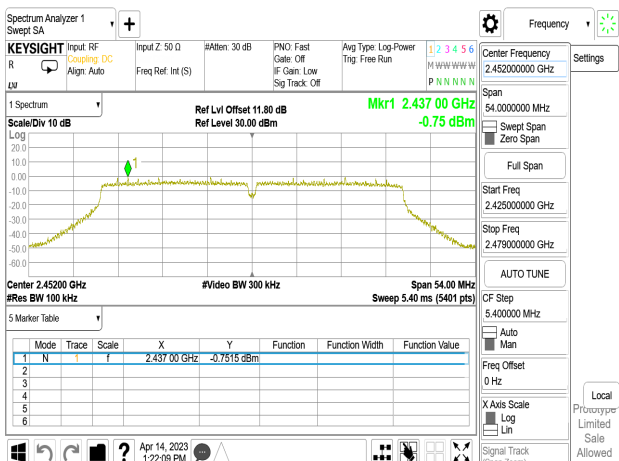 Spectrum Analyzer 1
Swept SA
+
Frequency
KEYSIGHT
R
LXI
Input: RF
Coupling: DC
Align: Auto
Input Z: 50 Ω
Freq Ref: Int (S)
#Atten: 30 dB
PNO: Fast
Gate: Off
IF Gain: Low
Sig Track: Off
Avg Type: Log-Power
Trig: Free Run
1 2 3 4 5 6
M W W W W W
P N N N N N
1 Spectrum
Scale/Div 10 dB
Ref Lvl Offset 11.80 dB
Ref Level 30.00 dBm
Mkr1 2.437 00 GHz
-0.75 dBm
Log
20.0
10.0
0.00
-10.0
-20.0
-30.0
-40.0
-50.0
-60.0
1
Center 2.45200 GHz
#Res BW 100 kHz
#Video BW 300 kHz
Span 54.00 MHz
Sweep 5.40 ms (5401 pts)
5 Marker Table
Mode Trace Scale X Y Function Function Width Function Value
1 N 1 f 2.437 00 GHz -0.7515 dBm
2
3
4
5
6
?
Apr 14, 2023
1:22:09 PM
Center Frequency
2.452000000 GHz
Span
54.0000000 MHz
Swept Span
Zero Span
Full Span
Start Freq
2.425000000 GHz
Stop Freq
2.479000000 GHz
AUTO TUNE
CF Step
5.400000 MHz
Auto
Man
Freq Offset
0 Hz
X Axis Scale
Log
Lin
Signal Track
Settings
Local
Prototype
Limited
Sale
Allowed